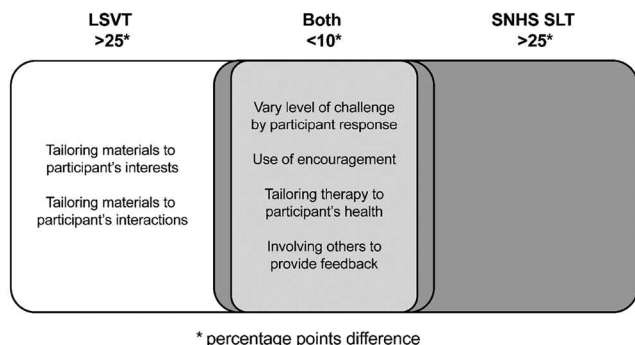 LSVT
>25*
Both
<10*
SNHS SLT
>25*
Tailoring materials to
participant's interests
Tailoring materials to
participant's interactions
Vary level of challenge
by participant response
Use of encouragement
Tailoring therapy to
participant's health
Involving others to
provide feedback
* percentage points difference